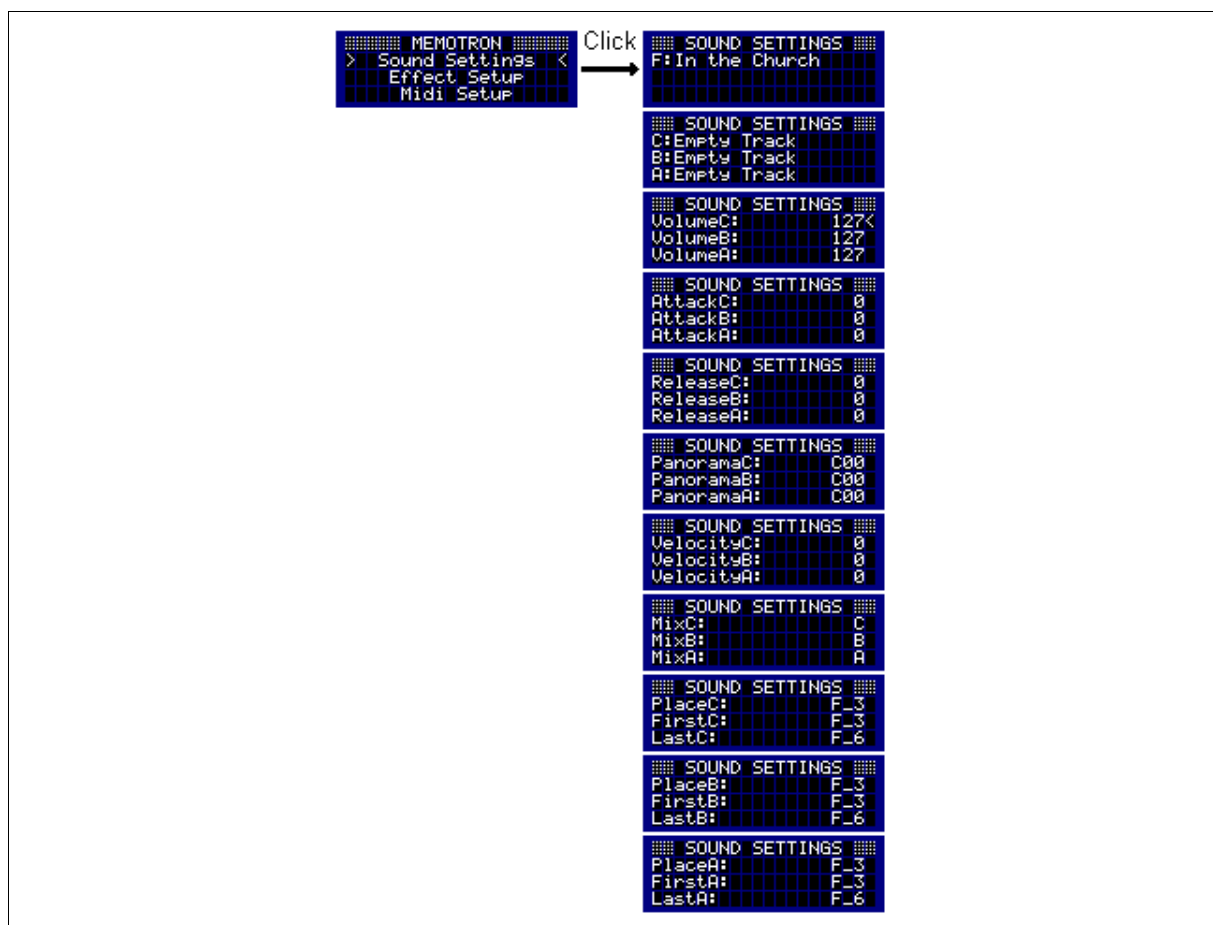 MEMOTRON
> Sound Settings <
Effect Setup
Midi Setup
Click
SOUND SETTINGS
F:In the Church
SOUND SETTINGS
C:Empty Track
B:Empty Track
A:Empty Track
SOUND SETTINGS
VolumeC: 127<
VolumeB: 127
VolumeA: 127
SOUND SETTINGS
AttackC: 0
AttackB: 0
AttackA: 0
SOUND SETTINGS
ReleaseC: 0
ReleaseB: 0
ReleaseA: 0
SOUND SETTINGS
PanoramaC: C00
PanoramaB: C00
PanoramaA: C00
SOUND SETTINGS
VelocityC: 0
VelocityB: 0
VelocityA: 0
SOUND SETTINGS
MixC: C
MixB: B
MixA: A
SOUND SETTINGS
PlaceC: F_3
FirstC: F_3
LastC: F_6
SOUND SETTINGS
PlaceB: F_3
FirstB: F_3
LastB: F_6
SOUND SETTINGS
PlaceA: F_3
FirstA: F_3
LastA: F_6